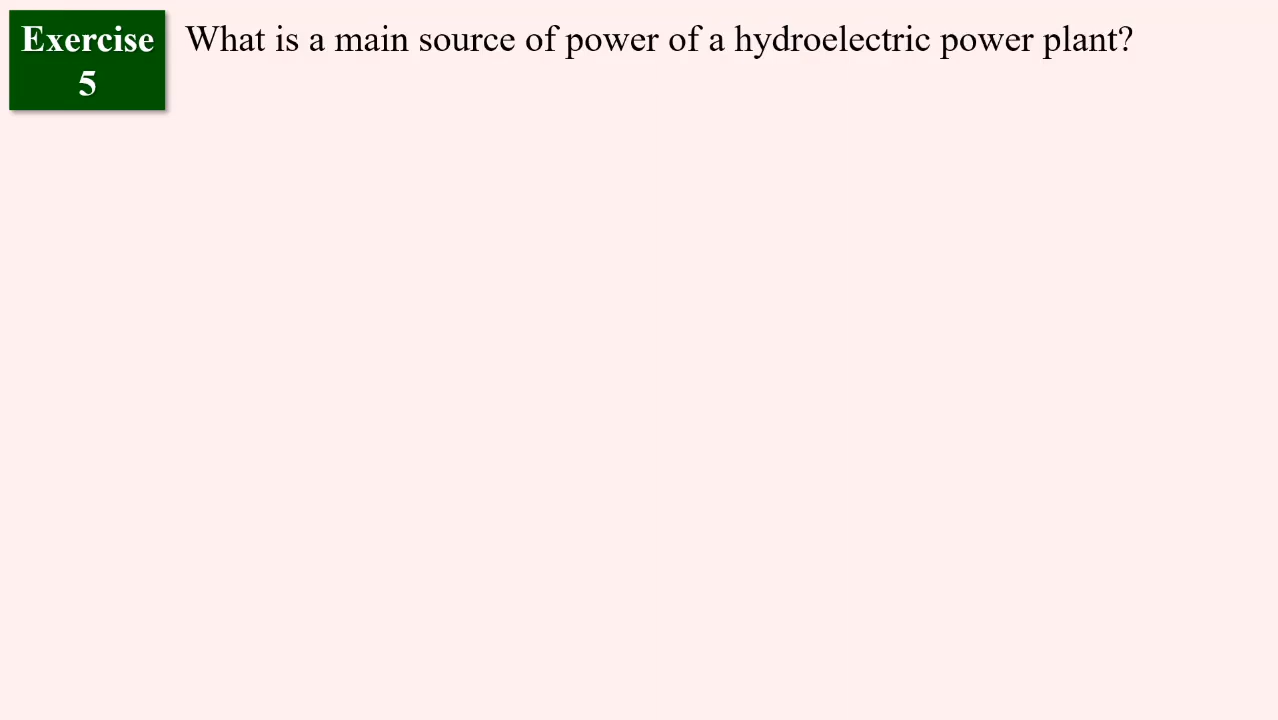 Exercise
5
What is a main source of power of a hydroelectric power plant?